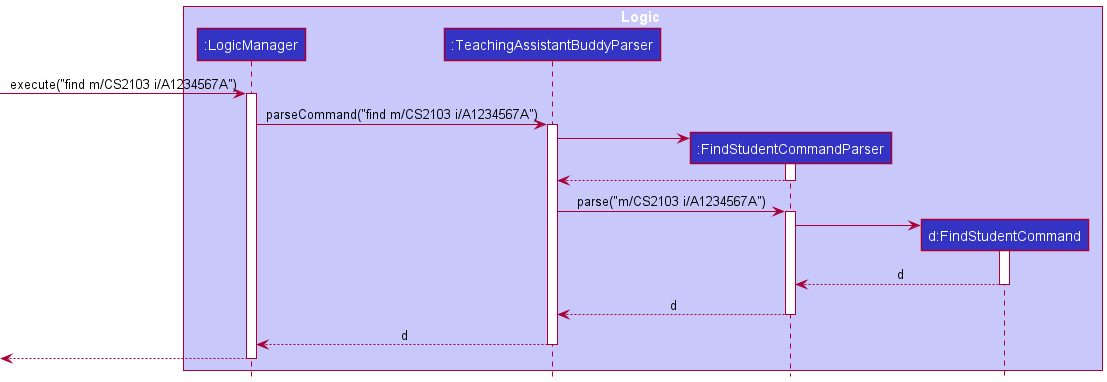 Logic
:LogicManager
:TeachingAssistantBuddyParser
execute("find m/CS2103 i/A1234567A")
parseCommand("find m/CS2103 i/A1234567A")
:FindStudentCommandParser
parse("m/CS2103 i/A1234567A")
d:FindStudentCommand
d
d
d